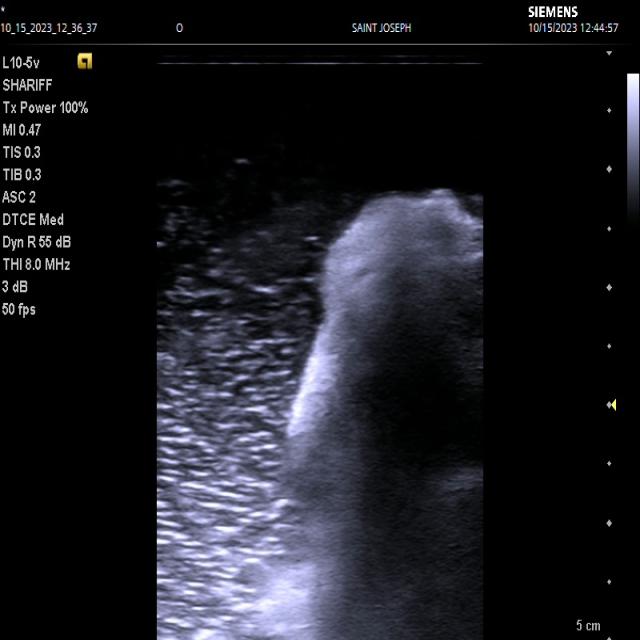 *
SIEMENS
10_15_2023_12_36_37 O SAINT JOSEPH 10/15/2023 12:44:57
L10-5v
SHARIFF
Tx Power 100%
MI 0.47
TIS 0.3
TIB 0.3
ASC 2
DTCE Med
Dyn R 55 dB
THI 8.0 MHz
3 dB
50 fps
5 cm